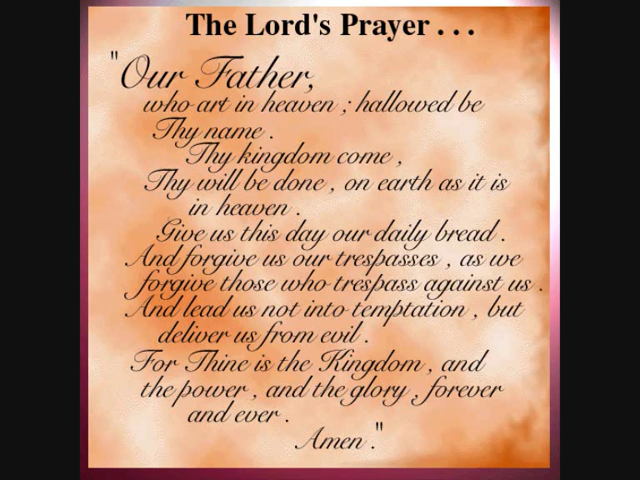 The Lord's Prayer . . .
"Our Father,
who art in heaven ; hallowed be
Thy name .
Thy kingdom come ,
Thy will be done , on earth as it is
in heaven .
Give us this day our daily bread .
And forgive us our trespasses , as we
forgive those who trespass against us .
And lead us not into temptation , but
deliver us from evil .
For Thine is the Kingdom , and
the power , and the glory , forever
and ever .
Amen ."